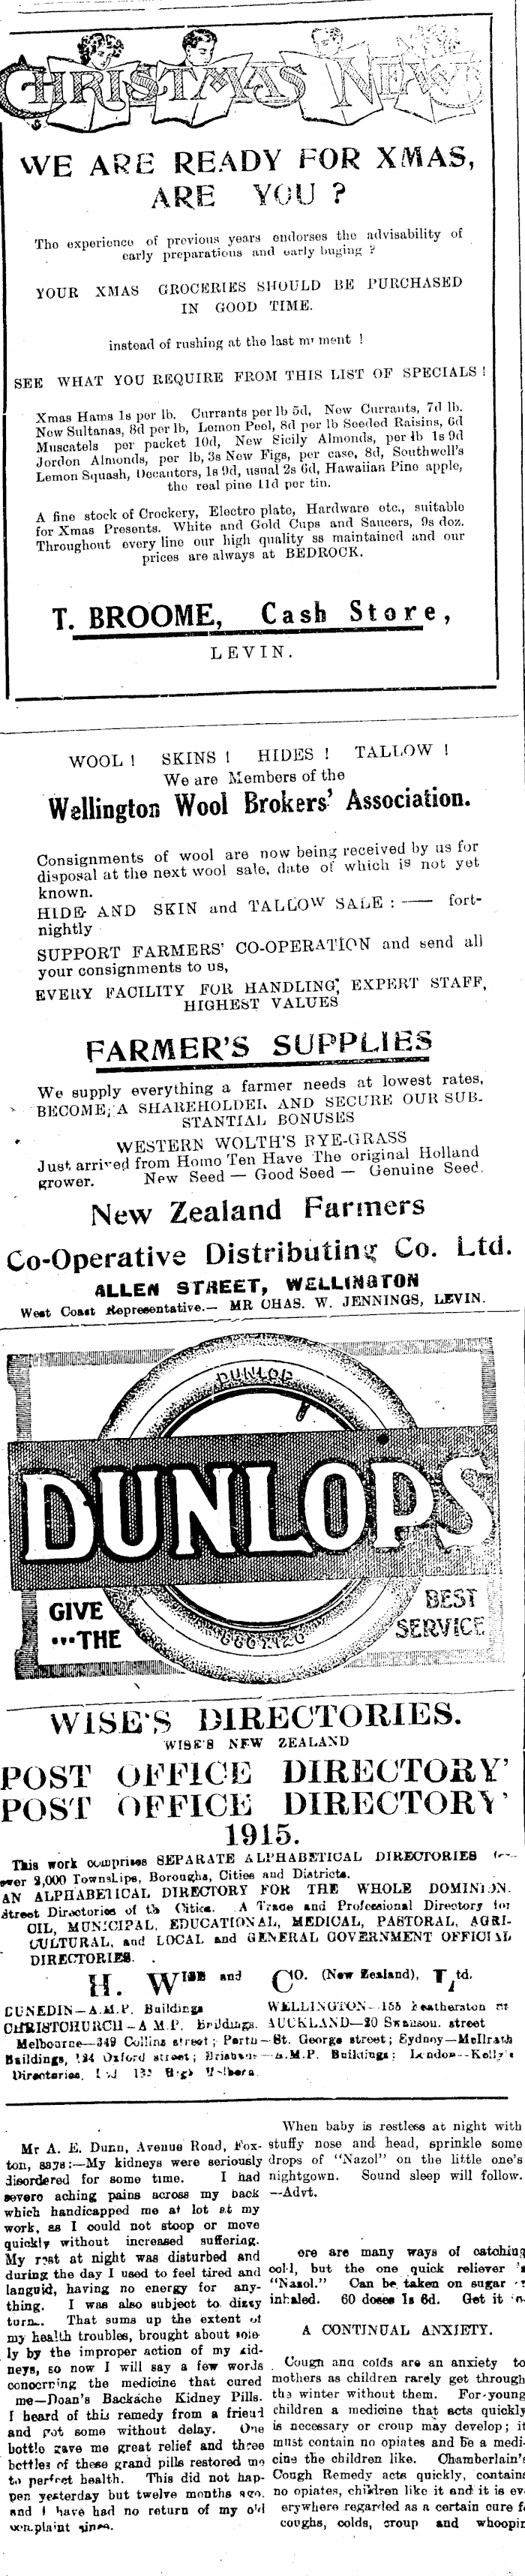 CHRISTMAS NEWS
WE ARE READY FOR XMAS,
ARE YOU ?
The experience of previous years endorses the advisability of
early preparations and early buging ?
YOUR XMAS GROCERIES SHOULD BE PURCHASED
IN GOOD TIME.
instead of rushing at the last m ment !
SEE WHAT YOU REQUIRE FROM THIS LIST OF SPECIALS !
Xmas Hams 1s per lb. Currants per lb 5d, New Currants, 7d lb.
New Sultanas, 8d per lb, Lemon Peel, 8d per lb Seeded Raisins, 6d
Muscatels per packet 10d, New Sicily Almonds, per lb 1s 9d
Jordon Almonds, per lb, 3s New Figs, per case, 8d, Southwell's
Lemon Squash, Decanters, 1s 9d, usual 2s 6d, Hawaiian Pine apple,
the real pine 11d per tin.
A fine stock of Crockery, Electro plate, Hardware etc., suitable
for Xmas Presents. White and Gold Cups and Saucers, 9s doz.
Throughout every line our high quality ss maintained and our
prices are always at BEDROCK.
T. BROOME, Cash Store,
LEVIN.
WOOL ! SKINS ! HIDES ! TALLOW !
We are Members of the
Wellington Wool Brokers' Association.
Consignments of wool are now being received by us for
disposal at the next wool sale, date of which is not yet
known.
HIDE AND SKIN and TALLOW SALE : — fort-
nightly
SUPPORT FARMERS' CO-OPERATION and send all
your consignments to us,
EVERY FACILITY FOR HANDLING, EXPERT STAFF,
HIGHEST VALUES
FARMER'S SUPPLIES
We supply everything a farmer needs at lowest rates,
BECOME A SHAREHOLDER AND SECURE OUR SUB-
STANTIAL BONUSES
WESTERN WOLTH'S RYE-GRASS
Just arrived from Homo Ten Have The original Holland
grower. New Seed — Good Seed — Genuine Seed.
New Zealand Farmers
Co-Operative Distributing Co. Ltd.
ALLEN STREET, WELLINGTON
West Coast Representative.— MR CHAS. W. JENNINGS, LEVIN.
DUNLOP
DUNLOPS
GIVE BEST
...THE SERVICE
WISE'S DIRECTORIES.
WISE'S NEW ZEALAND
POST OFFICE DIRECTORY'
POST OFFICE DIRECTORY'
1915.
This work comprises SEPARATE ALPHABETICAL DIRECTORIES
over 2,000 Townships, Boroughs, Cities and Districts.
AN ALPHABETICAL DIRECTORY FOR THE WHOLE DOMINION.
Street Directories of the Cities. A Trade and Professional Directory for
OIL, MUNICIPAL, EDUCATIONAL, MEDICAL, PASTORAL, AGRI-
CULTURAL, and LOCAL and GENERAL GOVERNMENT OFFICIAL
DIRECTORIES.
H. WISE and CO. (New Zealand), Ltd.
DUNEDIN—A.M.P. Buildings WELLINGTON—155 Featherston st
CHRISTCHURCH—A M.P. Buildings. AUCKLAND—20 Swanson. street
Melbourne—349 Collins street; Perth—St. George street; Sydney—McIlrath
Buildings, Oxford street; Brisbane—A.M.P. Buildings; London—Kelly's
Directories, Ltd High
Mr A. E. Dunn, Avenue Road, Fox-
ton, says:—My kidneys were seriously
disordered for some time. I had
severo aching pains across my back
which handicapped me at lot at my
work, as I could not stoop or move
quickly without increased suffering.
My rest at night was disturbed and
during the day I used to feel tired and
languid, having no energy for any-
thing. I was also subject to dizzy
turn. That sums up the extent of
my health troubles, brought about sole-
ly by the improper action of my kid-
neys, so now I will say a few words
concerning the medicine that cured
me—Doan's Backache Kidney Pills.
I heard of this remedy from a friend
and got some without delay. One
bottle gave me great relief and three
bottles of these grand pills restored me
to perfect health. This did not hap-
pen yesterday but twelve months ago.
and I have had no return of my old
complaint since.
When baby is restless at night with
stuffy nose and head, sprinkle some
drops of "Nazol" on the little one's
nightgown. Sound sleep will follow.
—Advt.
ere are many ways of catching
cold, but the one quick reliever
"Nazol." Can be taken on sugar
inhaled. 60 doses 1s 6d. Get it
A CONTINUAL ANXIETY.
Cough and colds are an anxiety to
mothers as children rarely get through
the winter without them. For young
children a medicine that acts quickly
is necessary or croup may develop; it
must contain no opiates and be a medi-
cine the children like. Chamberlain's
Cough Remedy acts quickly, contains
no opiates, children like it and it is ev
erywhere regarded as a certain cure f
coughs, colds, croup and whoopin